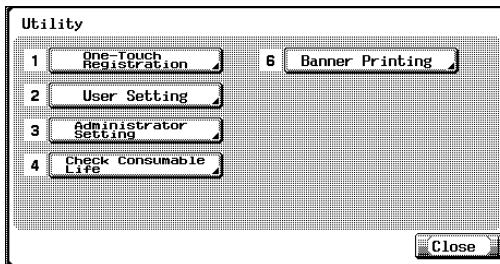 Utility
1 One-Touch
Registration
2 User Setting
3 Administrator
Setting
4 Check Consumable
Life
6 Banner Printing
Close